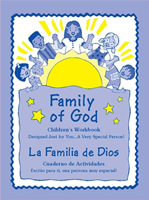 Family
of God
Children's Workbook
Designed Just for You...A Very Special Person!
La Familia de Dios
Cuaderno de Actividades
Escrito para ti, una persona muy especial!